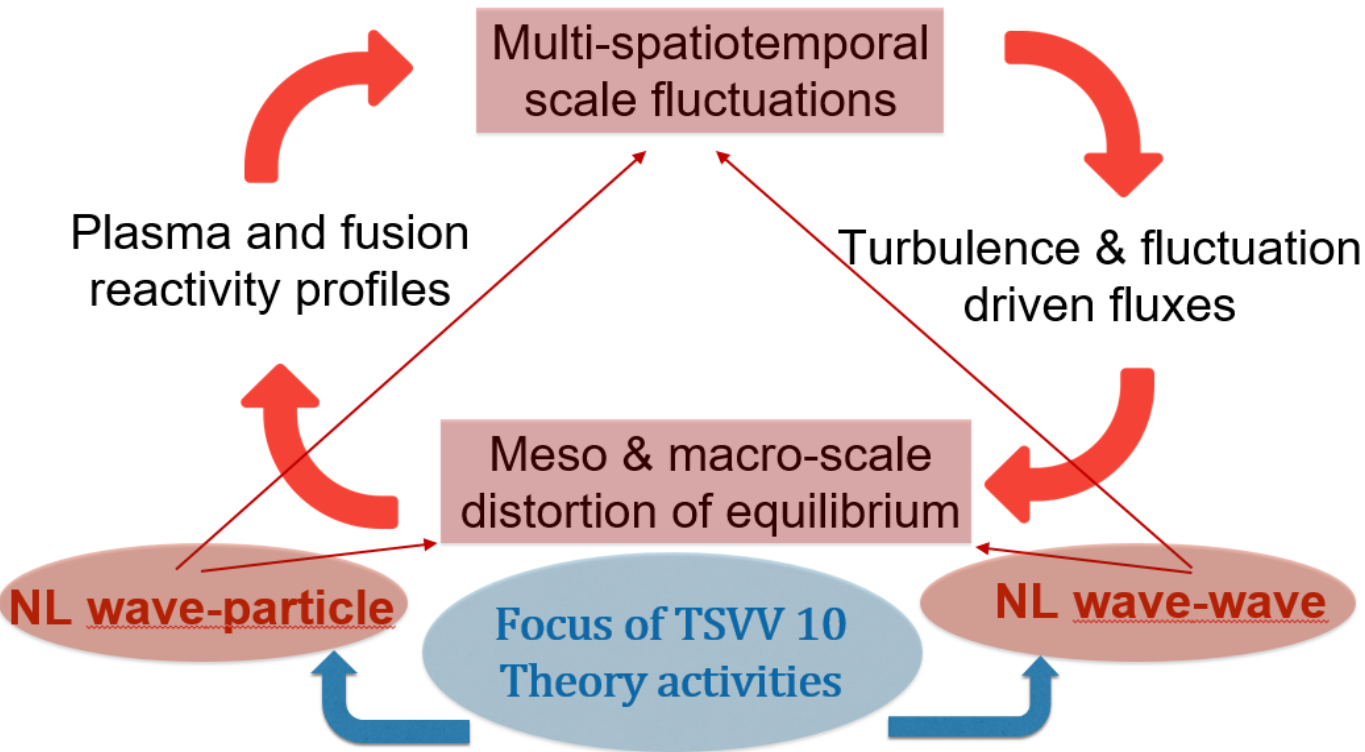 Multi-spatiotemporal
scale fluctuations
Plasma and fusion
reactivity profiles
Turbulence & fluctuation
driven fluxes
Meso & macro-scale
distortion of equilibrium
NL wave-particle
Focus of TSVV 10
Theory activities
NL wave-wave